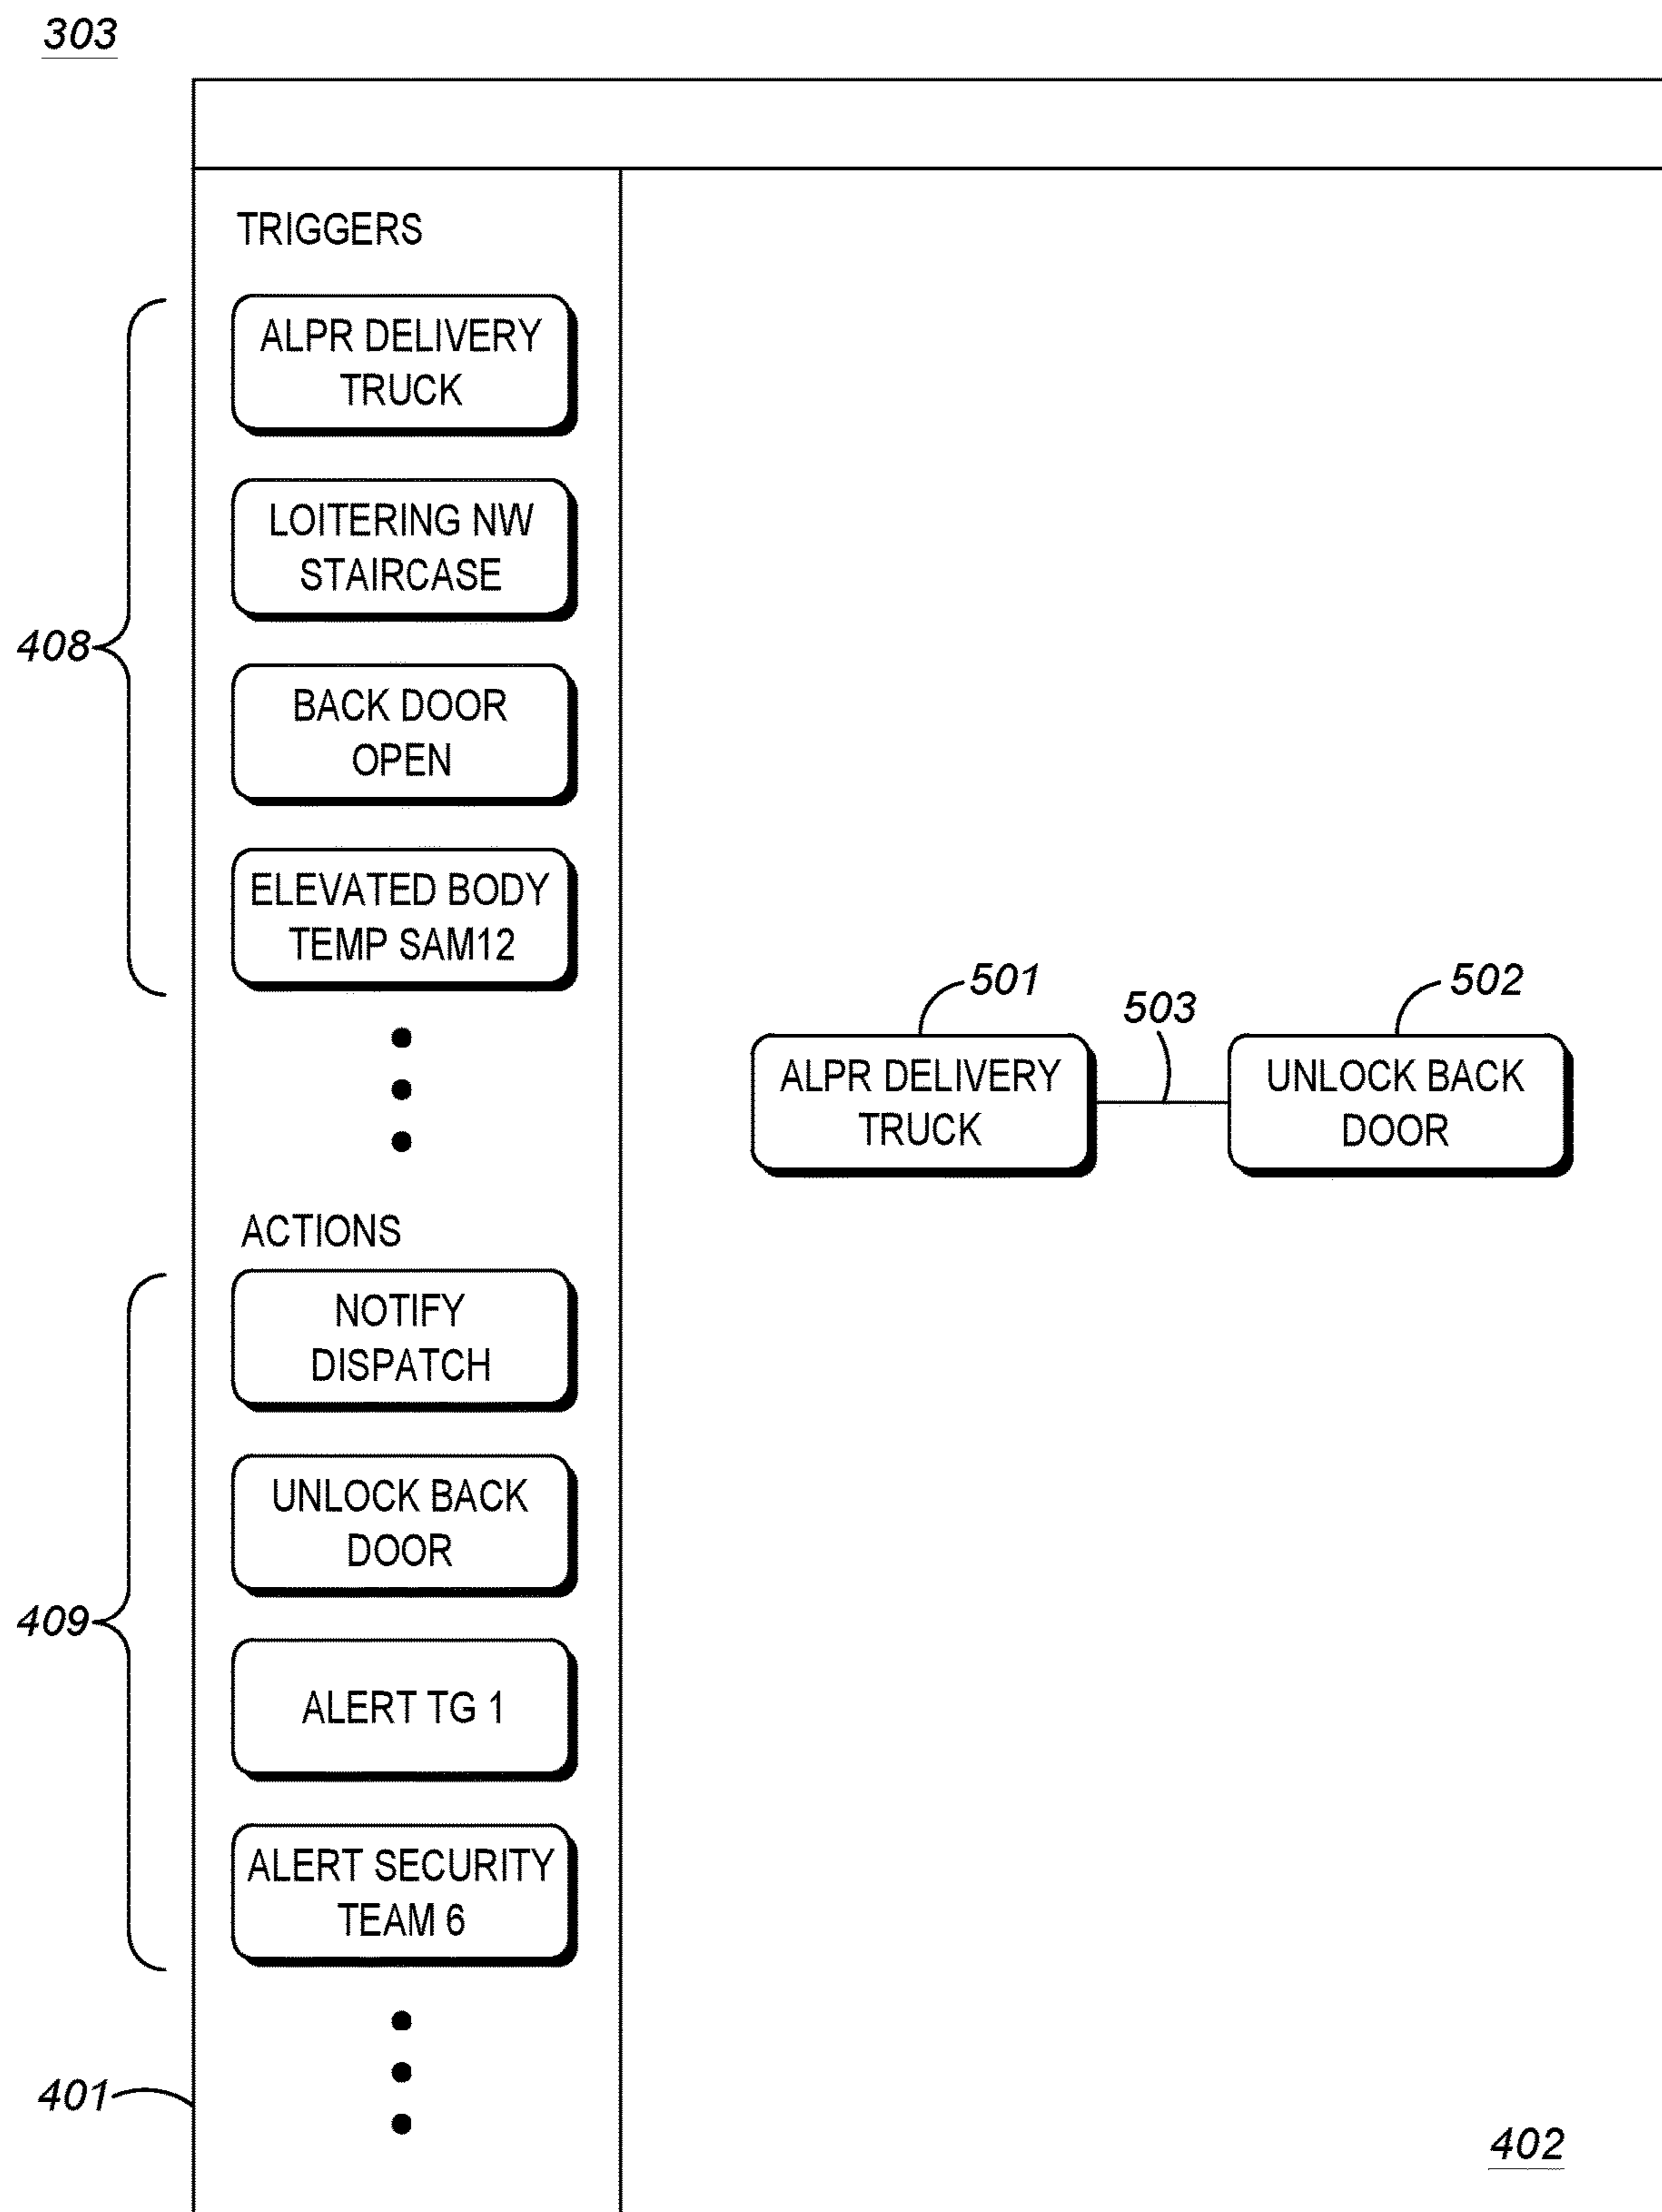 303
TRIGGERS
ALPR DELIVERY
TRUCK
LOITERING NW
STAIRCASE
408
BACK DOOR
OPEN
ELEVATED BODY
TEMP SAM12
501
503
502
ALPR DELIVERY
TRUCK
UNLOCK BACK
DOOR
ACTIONS
NOTIFY
DISPATCH
UNLOCK BACK
DOOR
409
ALERT TG 1
ALERT SECURITY
TEAM 6
401
402